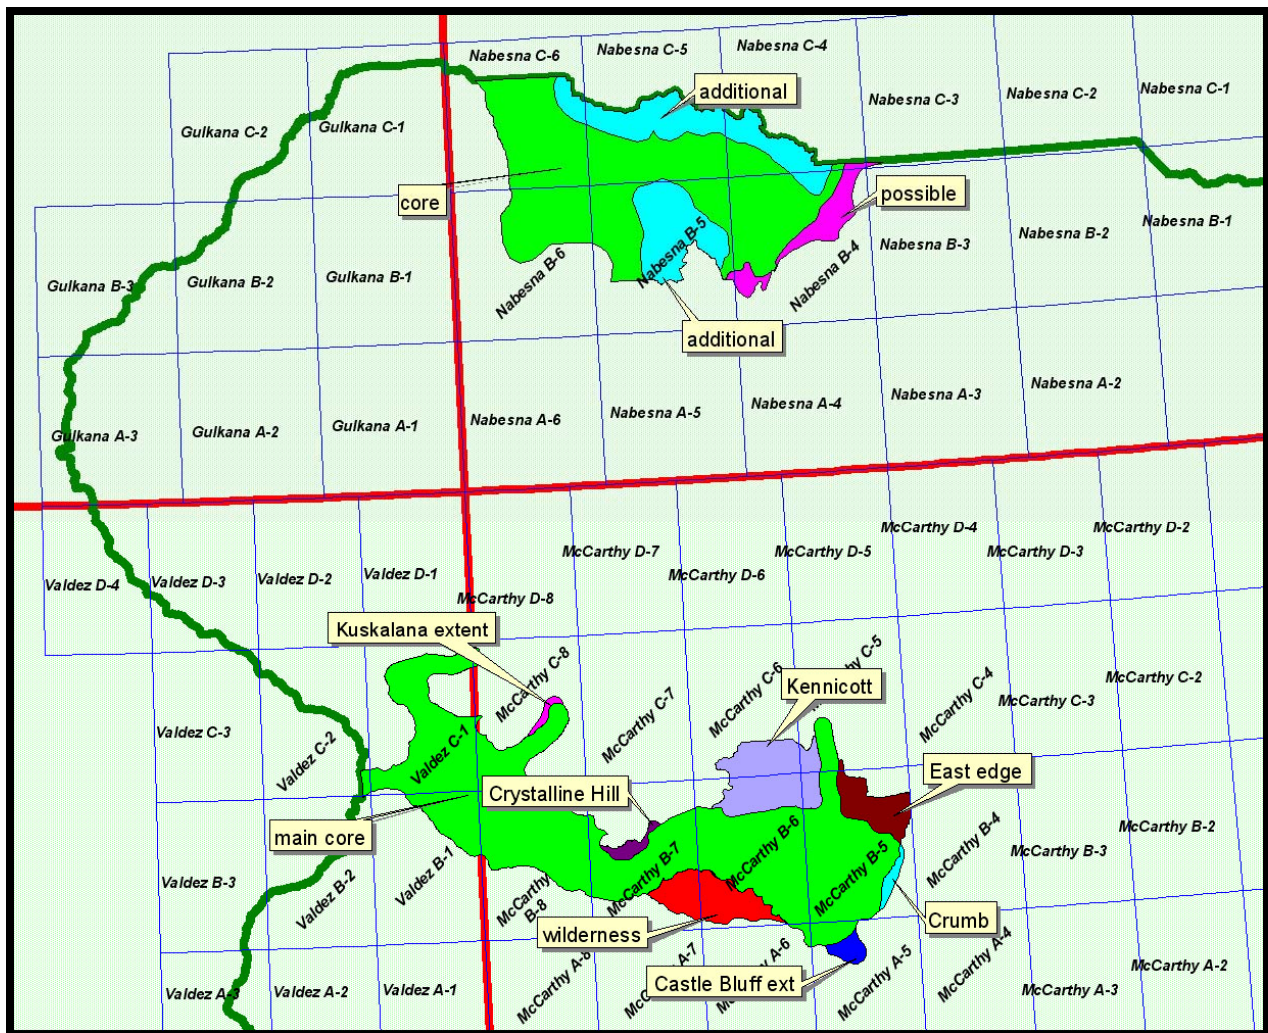 Nabesna C-6
Nabesna C-5
Nabesna C-4
Nabesna C-3
Nabesna C-2
Nabesna C-1
additional
Gulkana C-2
Gulkana C-1
core
possible
Nabesna B-6
Nabesna B-5
Nabesna B-4
Nabesna B-3
Nabesna B-2
Nabesna B-1
Gulkana B-3
Gulkana B-2
Gulkana B-1
additional
Gulkana A-3
Gulkana A-2
Gulkana A-1
Nabesna A-6
Nabesna A-5
Nabesna A-4
Nabesna A-3
Nabesna A-2
Valdez D-4
Valdez D-3
Valdez D-2
Valdez D-1
McCarthy D-8
McCarthy D-7
McCarthy D-6
McCarthy D-5
McCarthy D-4
McCarthy D-3
McCarthy D-2
Kuskalana extent
Valdez C-3
Valdez C-2
Valdez C-1
McCarthy C-8
McCarthy C-7
McCarthy C-6
C-5
McCarthy C-4
McCarthy C-3
McCarthy C-2
Kennicott
East edge
Crystalline Hill
main core
Valdez B-3
Valdez B-2
Valdez B-1
McCarthy
B-8
McCarthy B-7
McCarthy B-6
McCarthy B-5
McCarthy B-4
McCarthy B-3
McCarthy B-2
Crumb
wilderness
Castle Bluff ext
Valdez A-3
Valdez A-2
Valdez A-1
McCarthy A-8
A-7
A-6
McCarthy A-5
McCarthy A-4
McCarthy A-3
McCarthy A-2